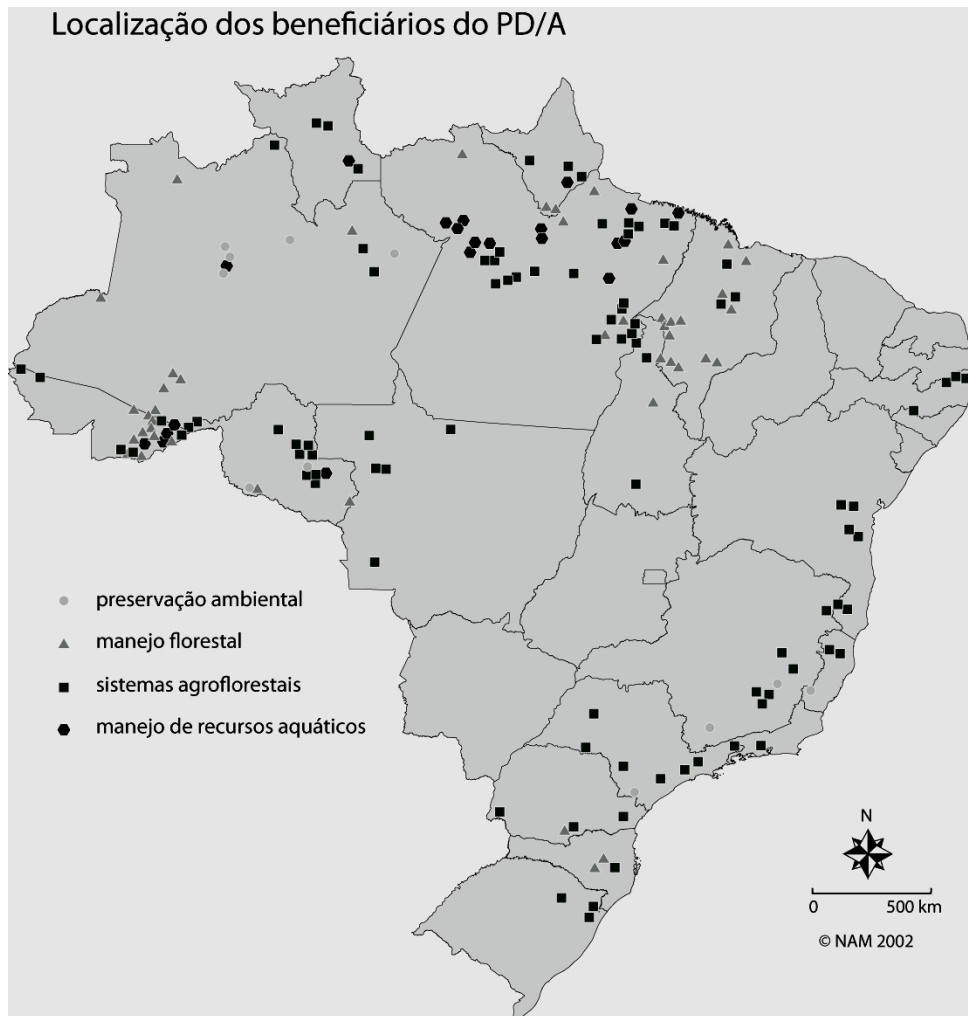 Localização dos beneficiários do PD/A
preservação ambiental
manejo florestal
sistemas agroflorestais
manejo de recursos aquáticos
N
0 500 km
© NAM 2002